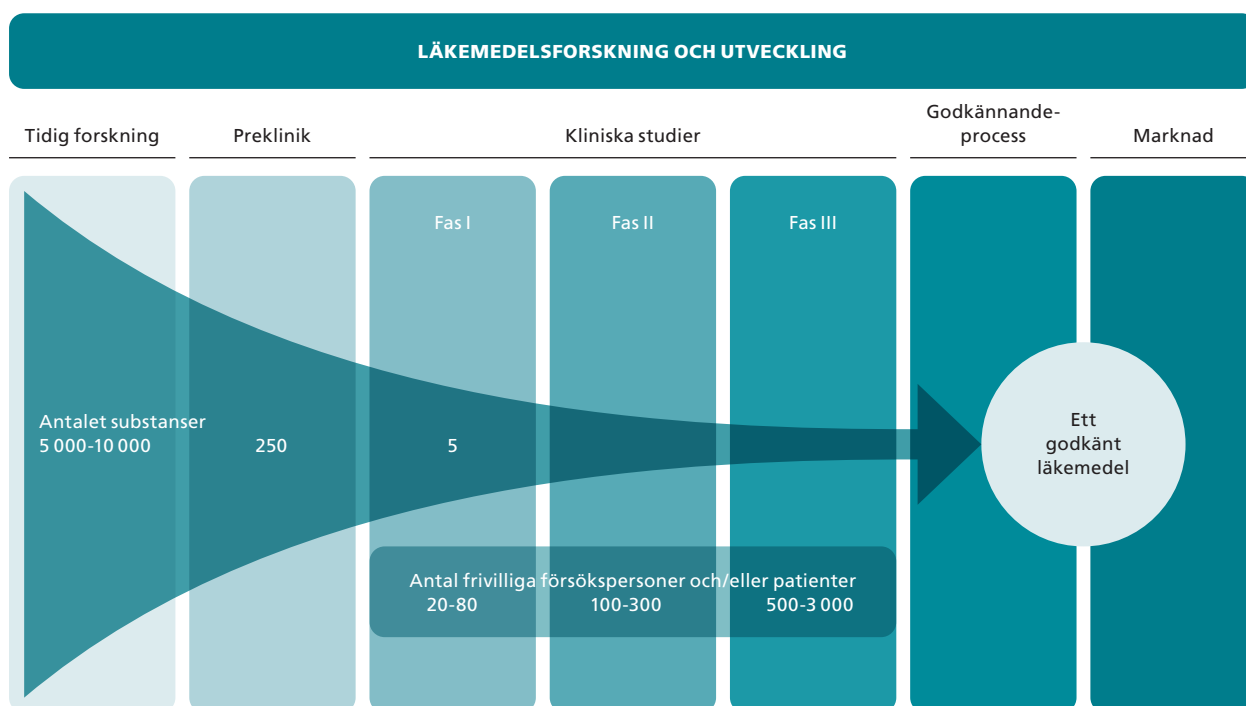 LÄKEMEDELSFORSKNING OCH UTVECKLING
Tidig forskning
Preklinik
Kliniska studier
Godkännande-
process
Marknad
Fas I
Fas II
Fas III
Antalet substanser
5 000-10 000
250
5
Ett
godkänt
läkemedel
Antal frivilliga försökspersoner och/eller patienter
20-80
100-300
500-3 000